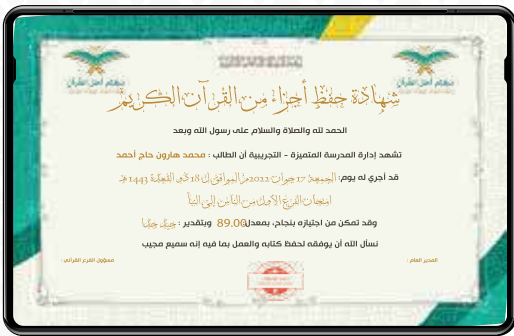 شهادة حفظ أجزاء من القرآن الكريم
الحمد لله والصلاة والسلام على رسول الله وبعد
تشهد إدارة المدرسة المتميزة - التجريبية أن الطالب : محمد هارون حاج أحمد
قد أجري له يوم: الجمعة 17 جوان 2022م الموافق لـ 18 ذو القعدة 1443 هـ
امتحان الفرع الأول من الناس إلى النبأ
وقد تمكن من اجتيازه بنجاح، بمعدل 89.00 وبتقدير : جيد جدا
نسأل الله أن يوفقه لحفظ كتابه والعمل بما فيه إنه سميع مجيب
المدير العام :
مسؤول الفرع القرآني :